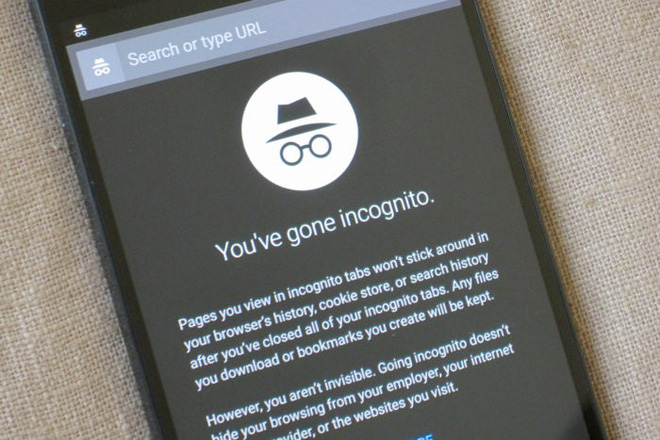 Search or type URL
You've gone incognito.
Pages you view in incognito tabs won't stick around in
your browser's history, cookie store, or search history
after you've closed all of your incognito tabs. Any files
you download or bookmarks you create will be kept.
However, you aren't invisible. Going incognito doesn't
hide your browsing from your employer, your internet
provider, or the websites you visit.